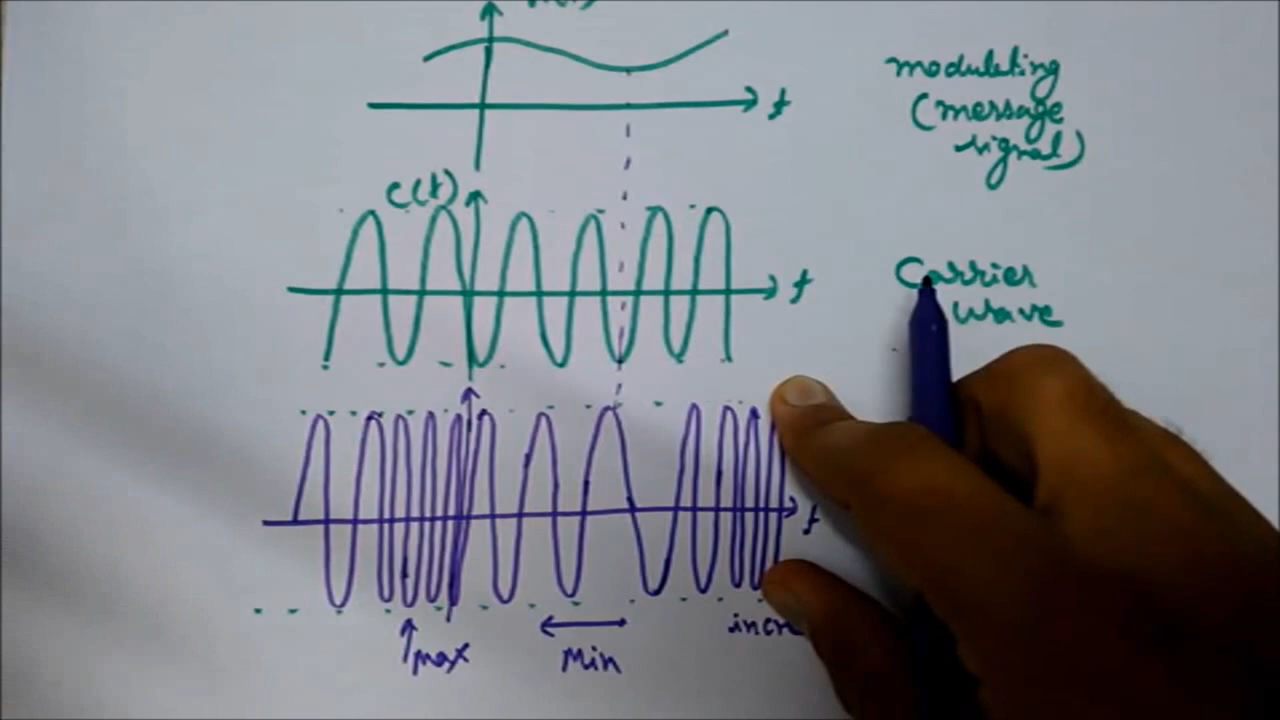 t
modulating
(message
signal)
c(t)
t
Carrier
wave
t
max
Min
incre